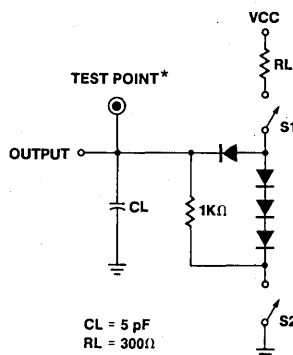 VCC
RL
TEST POINT*
S1
OUTPUT
CL
1KΩ
S2
CL = 5 pF
RL = 300Ω